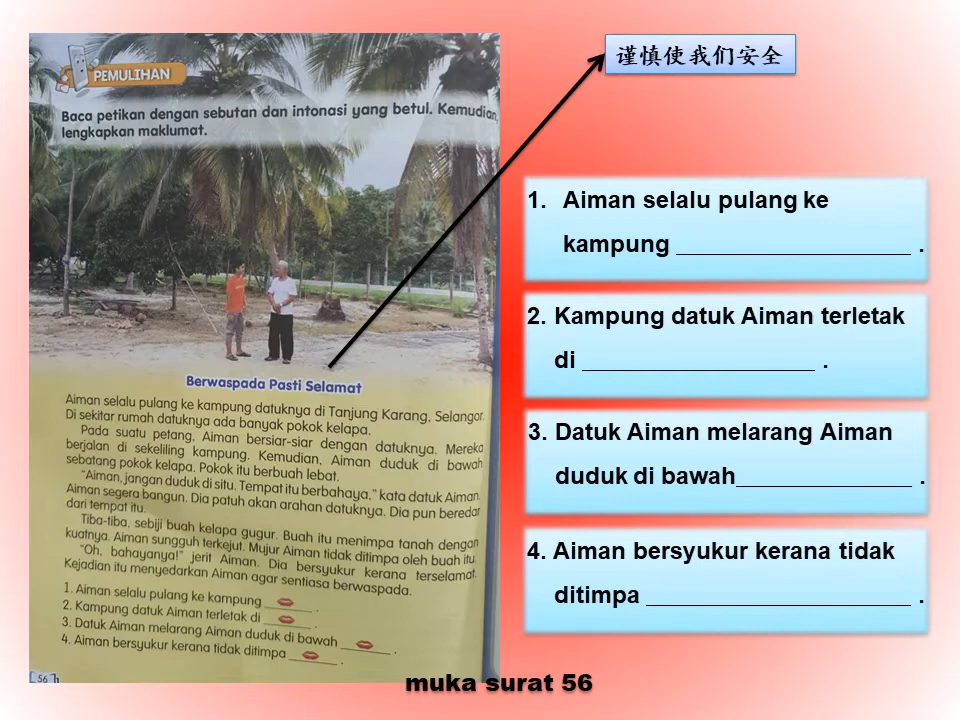 PEMULIHAN
Baca petikan dengan sebutan dan intonasi yang betul. Kemudian,
lengkapkan maklumat.
Berwaspada Pasti Selamat
Aiman selalu pulang ke kampung datuknya di Tanjung Karang, Selangor.
Di sekitar rumah datuknya ada banyak pokok kelapa.
Pada suatu petang, Aiman bersiar-siar dengan datuknya. Mereka
berjalan di sekeliling kampung. Kemudian, Aiman duduk di bawah
sebatang pokok kelapa. Pokok itu berbuah lebat.
“Aiman, jangan duduk di situ. Tempat itu berbahaya,” kata datuk Aiman.
Aiman segera bangun. Dia patuh akan arahan datuknya. Dia pun beredar
dari tempat itu.
Tiba-tiba, sebiji buah kelapa gugur. Buah itu menimpa tanah dengan
kuatnya. Aiman sungguh terkejut. Mujur Aiman tidak ditimpa oleh buah itu.
“Oh, bahayanya!” jerit Aiman. Dia bersyukur kerana terselamat.
Kejadian itu menyedarkan Aiman agar sentiasa berwaspada.
1. Aiman selalu pulang ke kampung ______ .
2. Kampung datuk Aiman terletak di ______ .
3. Datuk Aiman melarang Aiman duduk di bawah ______ .
4. Aiman bersyukur kerana tidak ditimpa ______ .
56
谨慎使我们安全
1. Aiman selalu pulang ke
kampung __________________ .
2. Kampung datuk Aiman terletak
di __________________ .
3. Datuk Aiman melarang Aiman
duduk di bawah______________ .
4. Aiman bersyukur kerana tidak
ditimpa ____________________ .
muka surat 56